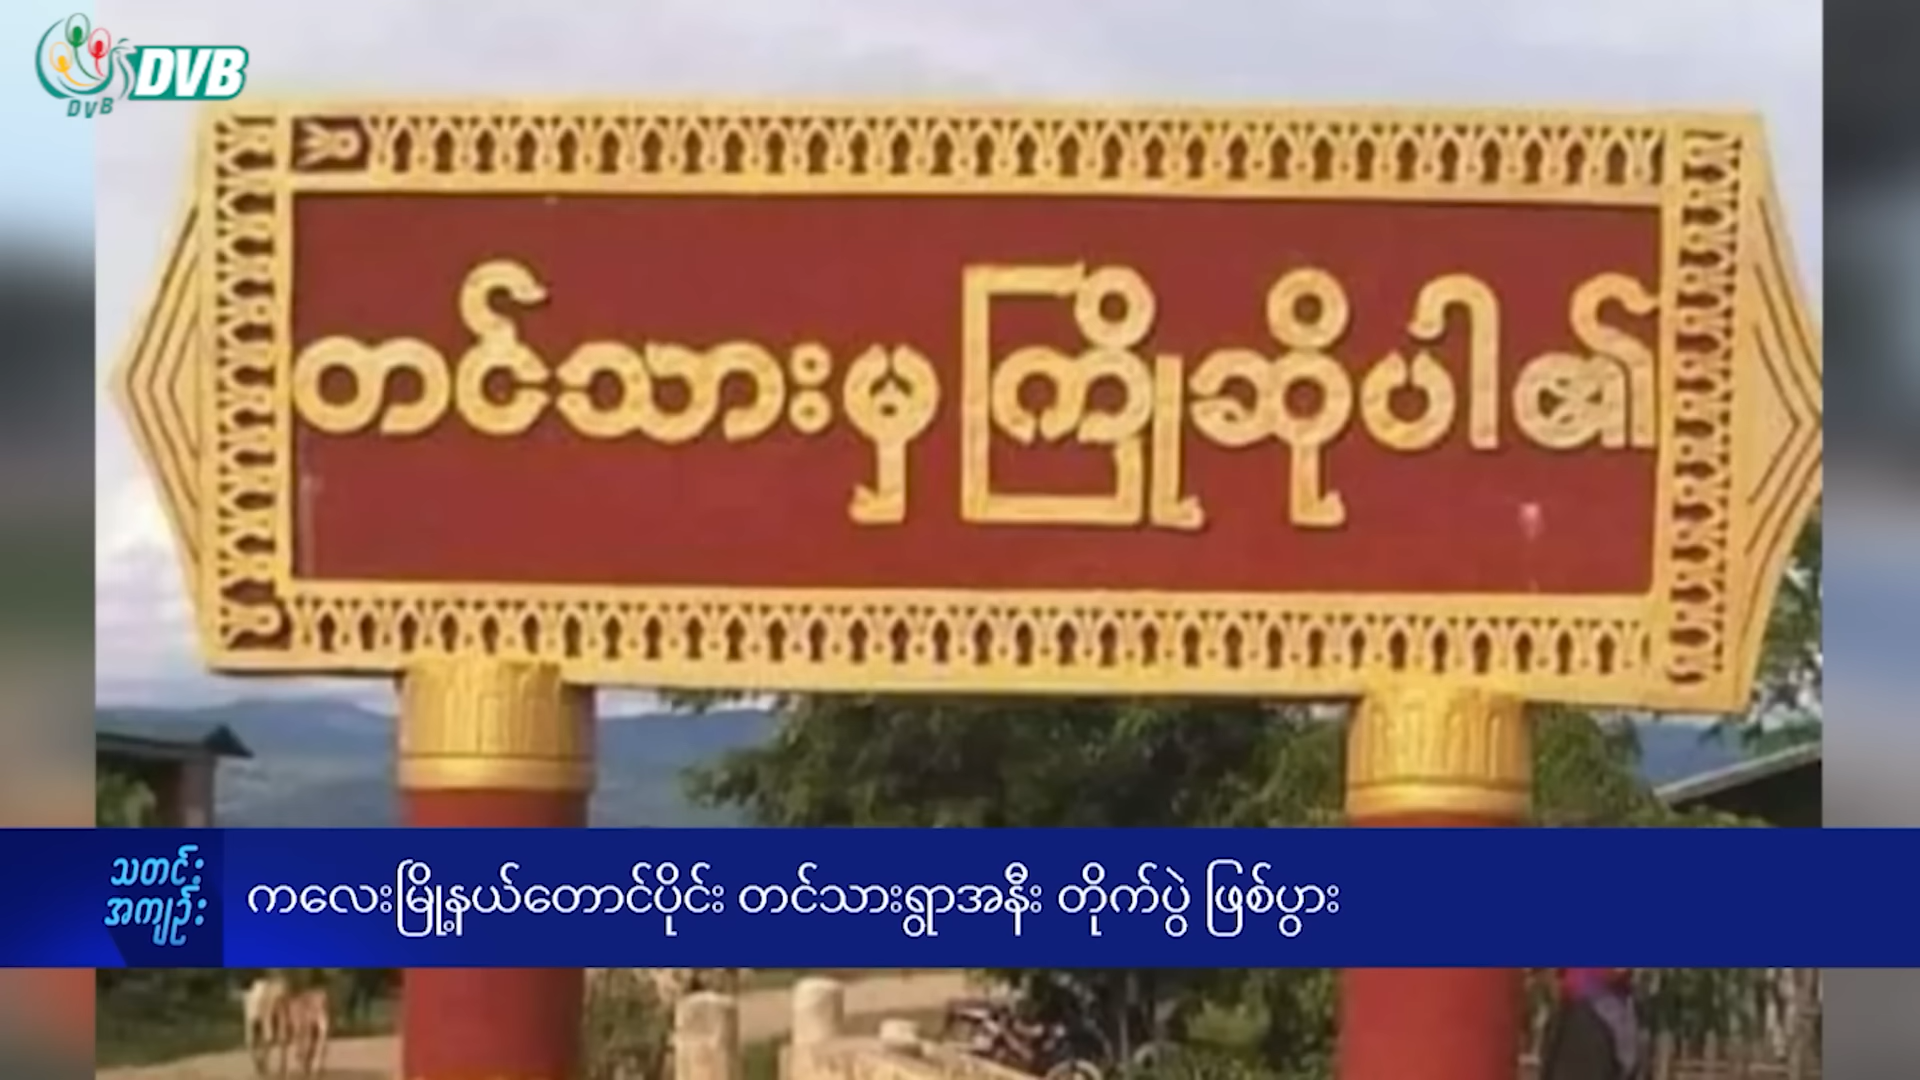 DVB
DVB
တင်သားမှ ကြိုဆိုပါ၏
သတင်း
အကျဉ်း
ကလေးမြို့နယ်တောင်ပိုင်း တင်သားရွာအနီး တိုက်ပွဲ ဖြစ်ပွား